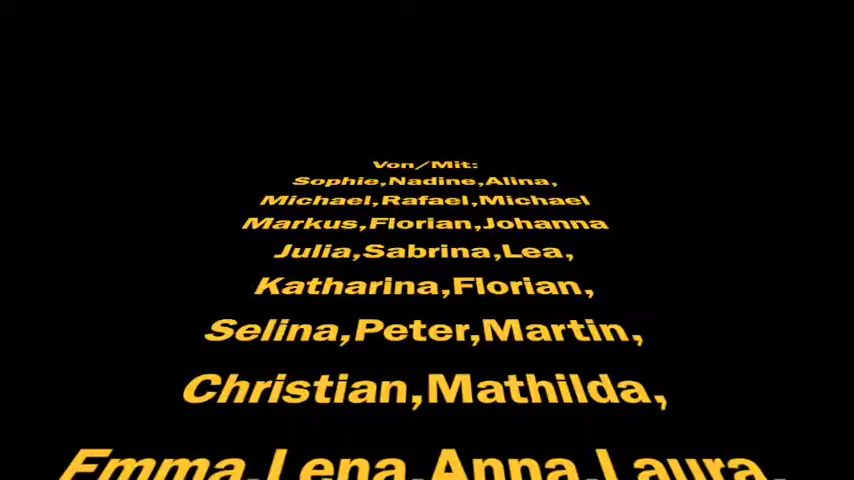 Von/Mit:
Sophie,Nadine,Alina,
Michael,Rafael,Michael
Markus,Florian,Johanna
Julia,Sabrina,Lea,
Katharina,Florian,
Selina,Peter,Martin,
Christian,Mathilda,
Emma,Lena,Anna,Laura,